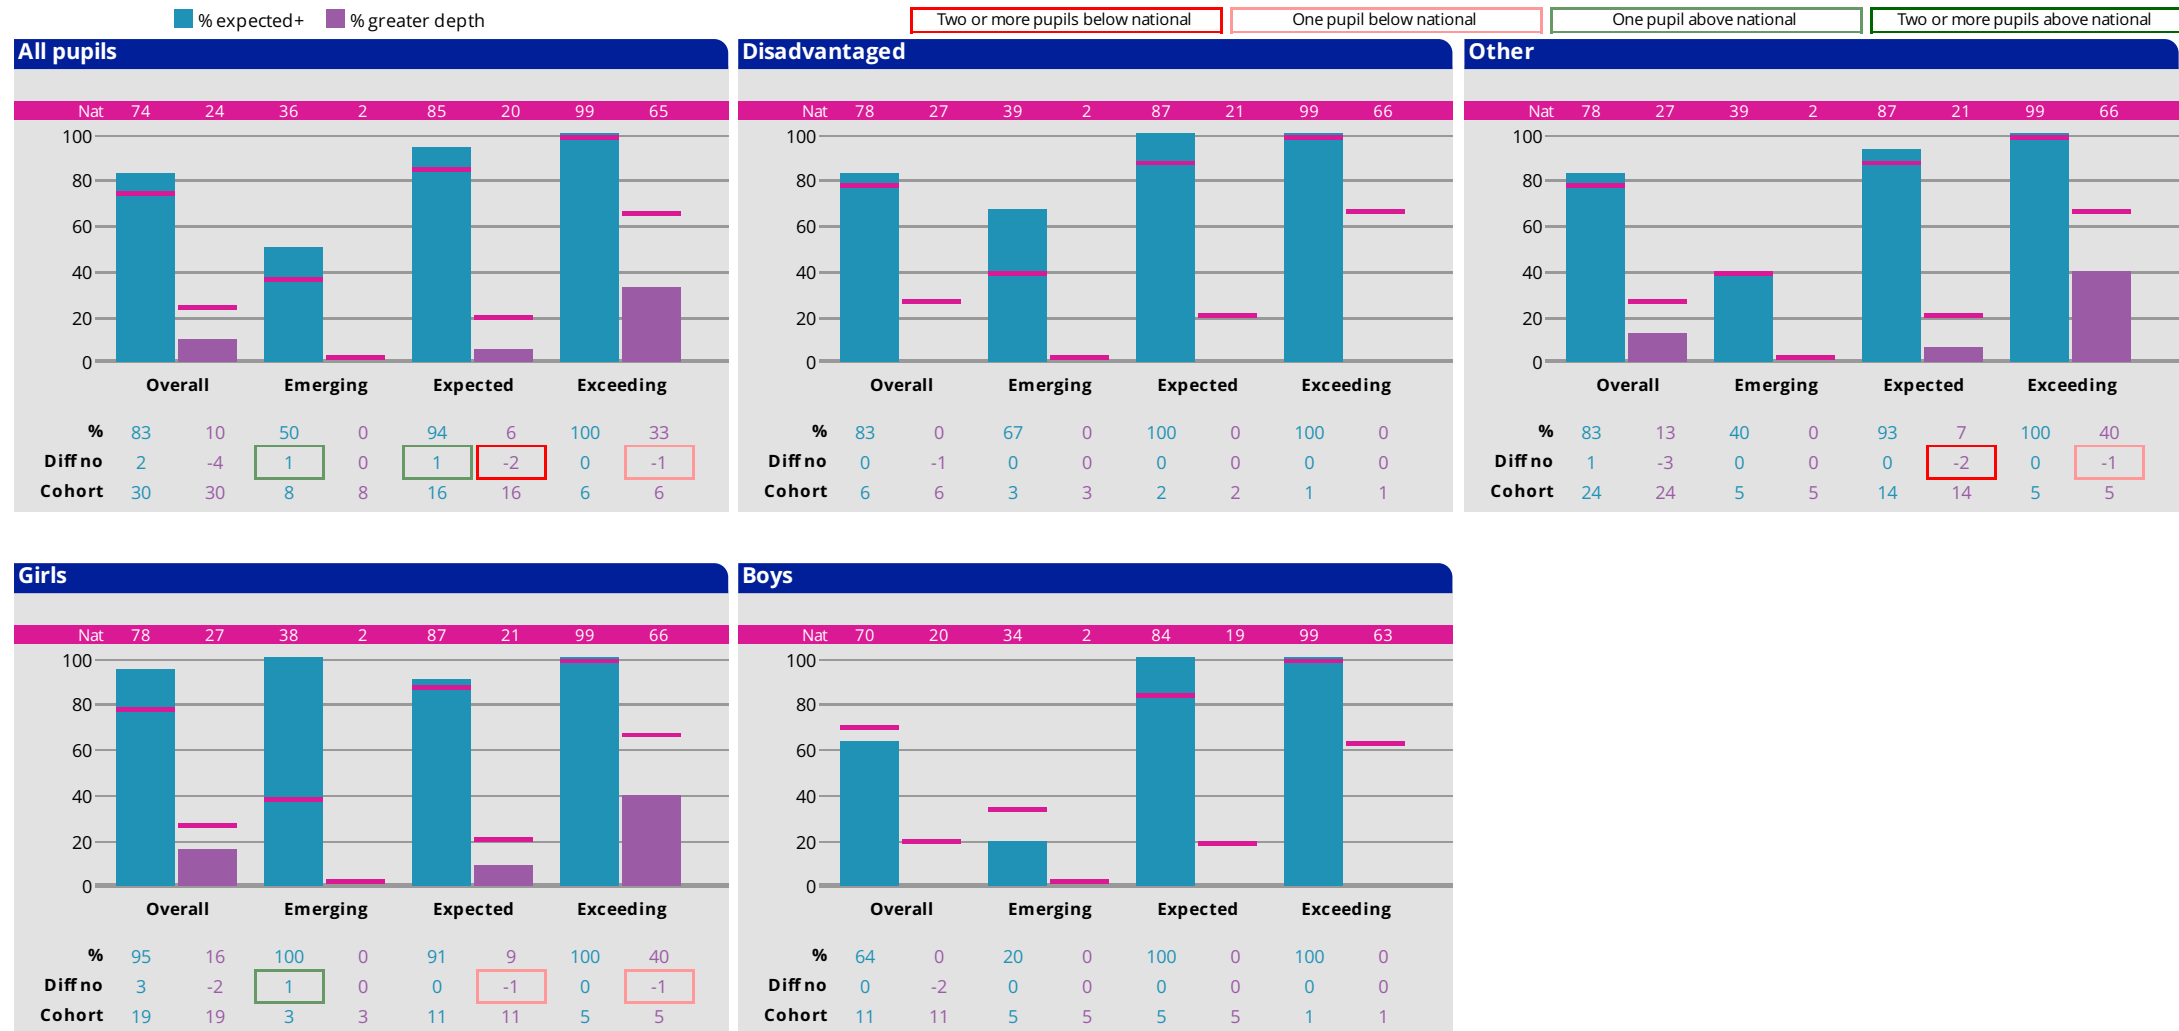 % expected+ % greater depth Two or more pupils below national One pupil below national One pupil above national Two or more pupils above national
All pupils
Nat 74 24 36 2 85 20 99 65
100
80
60
40
20
0
Overall Emerging Expected Exceeding
% 83 10 50 0 94 6 100 33
Diff no 2 -4 1 0 1 -2 0 -1
Cohort 30 30 8 8 16 16 6 6
Disadvantaged
Nat 78 27 39 2 87 21 99 66
100
80
60
40
20
0
Overall Emerging Expected Exceeding
% 83 0 67 0 100 0 100 0
Diff no 0 -1 0 0 0 0 0 0
Cohort 6 6 3 3 2 2 1 1
Other
Nat 78 27 39 2 87 21 99 66
100
80
60
40
20
0
Overall Emerging Expected Exceeding
% 83 13 40 0 93 7 100 40
Diff no 1 -3 0 0 0 -2 0 -1
Cohort 24 24 5 5 14 14 5 5
Girls
Nat 78 27 38 2 87 21 99 66
100
80
60
40
20
0
Overall Emerging Expected Exceeding
% 95 16 100 0 91 9 100 40
Diff no 3 -2 1 0 0 -1 0 -1
Cohort 19 19 3 3 11 11 5 5
Boys
Nat 70 20 34 2 84 19 99 63
100
80
60
40
20
0
Overall Emerging Expected Exceeding
% 64 0 20 0 100 0 100 0
Diff no 0 -2 0 0 0 0 0 0
Cohort 11 11 5 5 5 5 1 1